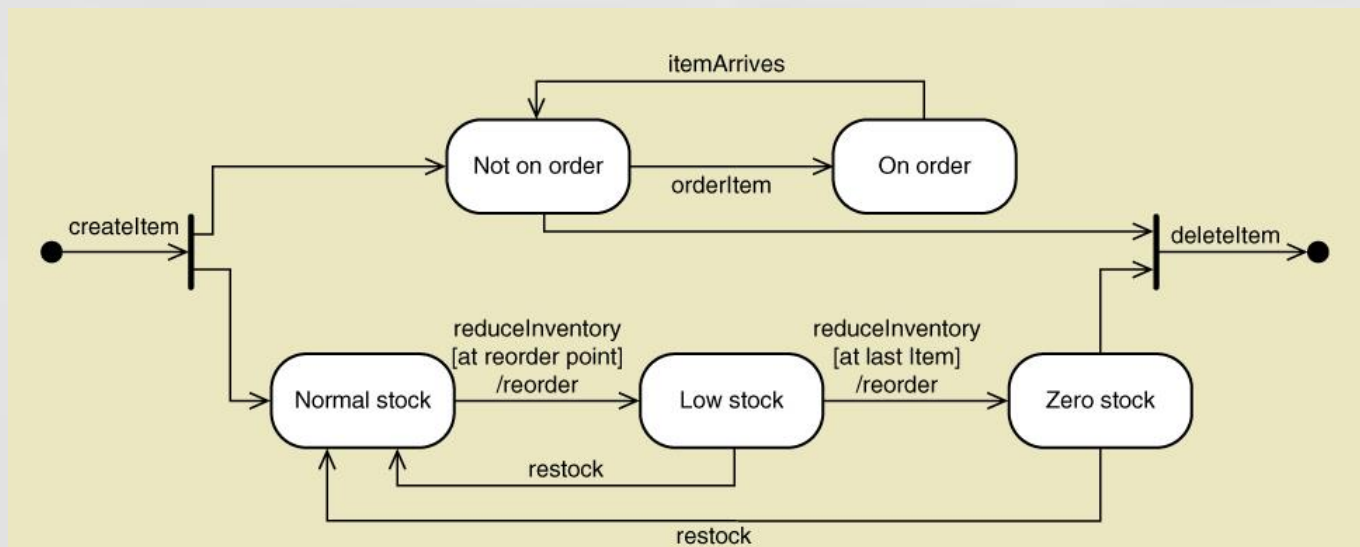 itemArrives
Not on order
On order
orderItem
createItem
deleteItem
reduceInventory
[at reorder point]
/reorder
reduceInventory
[at last Item]
/reorder
Normal stock
Low stock
Zero stock
restock
restock